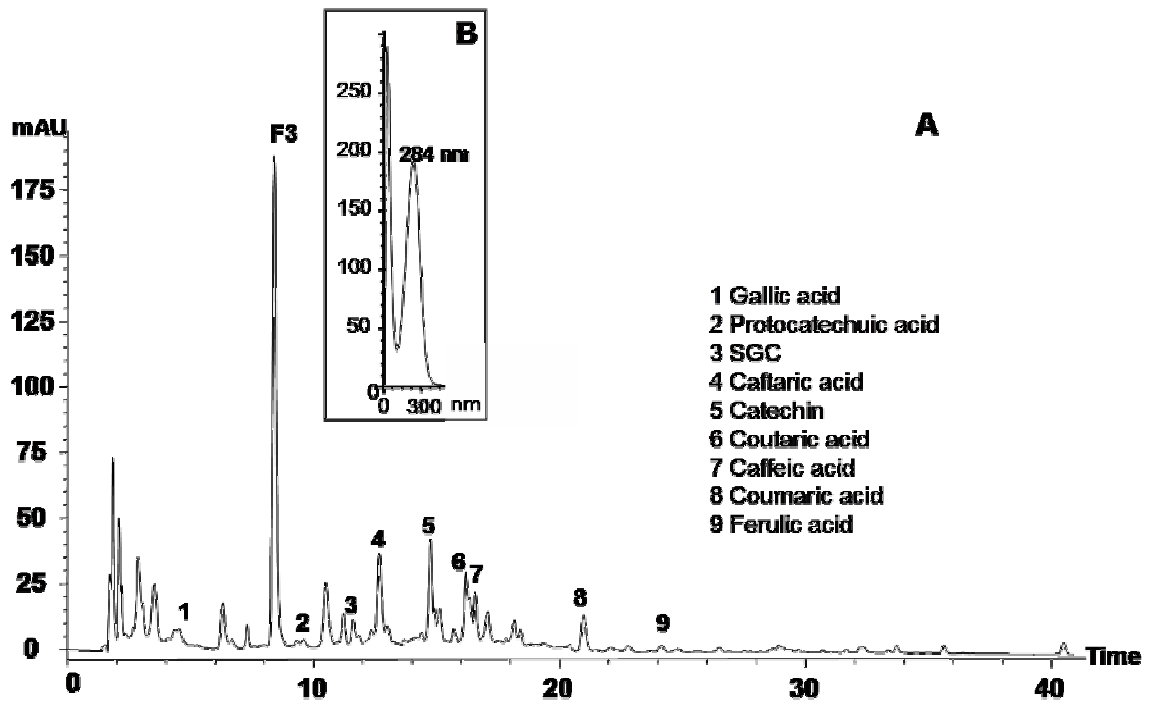 B
A
mAU
F3
284 nm
250
200
150
100
50
0
0 300 nm
175
150
125
100
75
50
25
0
1 Gallic acid
2 Protocatechuic acid
3 SGC
4 Caftaric acid
5 Catechin
6 Coutaric acid
7 Caffeic acid
8 Coumaric acid
9 Ferulic acid
1
2
3
4
5
6
7
8
9
0 10 20 30 40
Time